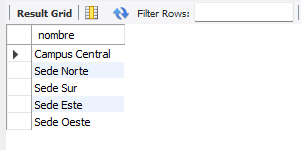 Result Grid Filter Rows:
nombre
Campus Central
Sede Norte
Sede Sur
Sede Este
Sede Oeste